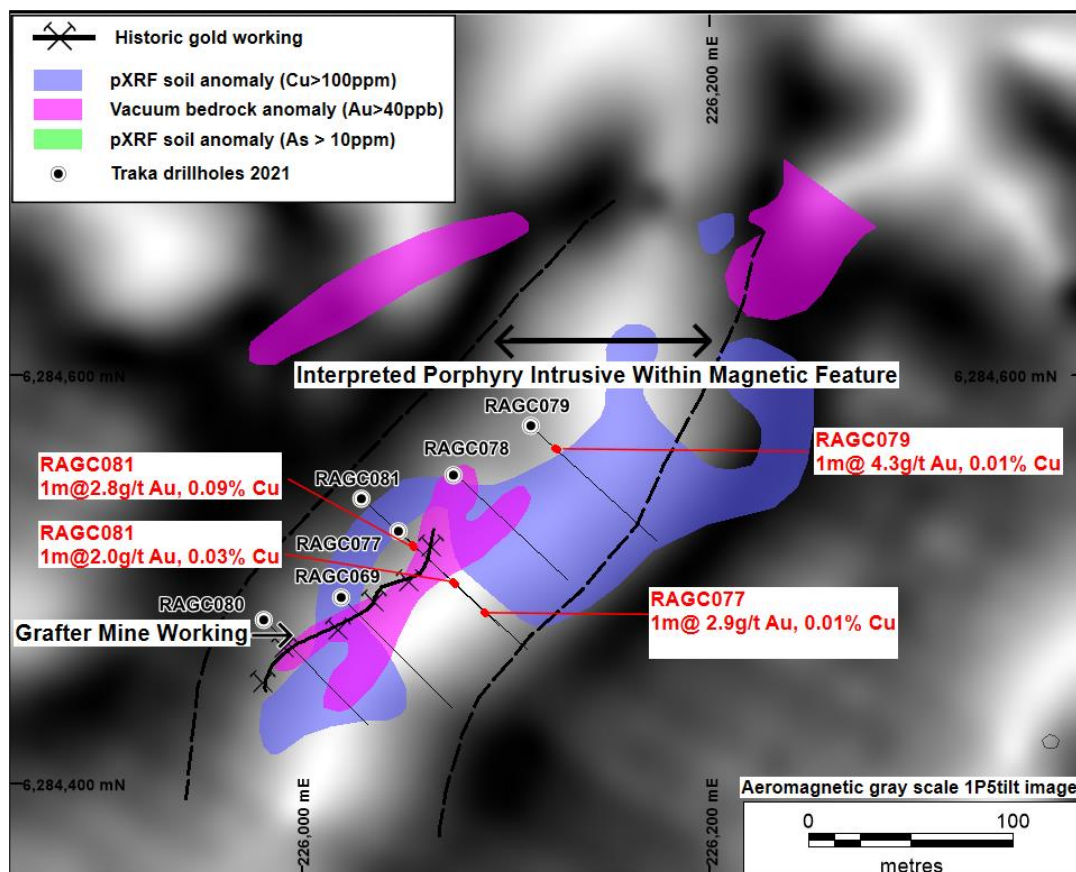 Historic gold working
pXRF soil anomaly (Cu>100ppm)
Vacuum bedrock anomaly (Au>40ppb)
pXRF soil anomaly (As > 10ppm)
Traka drillholes 2021
226,200 mE
6,284,600 mN
6,284,600 mN
Interpreted Porphyry Intrusive Within Magnetic Feature
RAGC079
RAGC078
RAGC079
1m@ 4.3g/t Au, 0.01% Cu
RAGC081
1m@2.8g/t Au, 0.09% Cu
RAGC081
RAGC081
1m@2.0g/t Au, 0.03% Cu
RAGC077
RAGC069
RAGC080
RAGC077
1m@ 2.9g/t Au, 0.01% Cu
Grafter Mine Working
6,284,400 mN
226,000 mE
226,200 mE
Aeromagnetic gray scale 1P5tilt image
0
100
metres